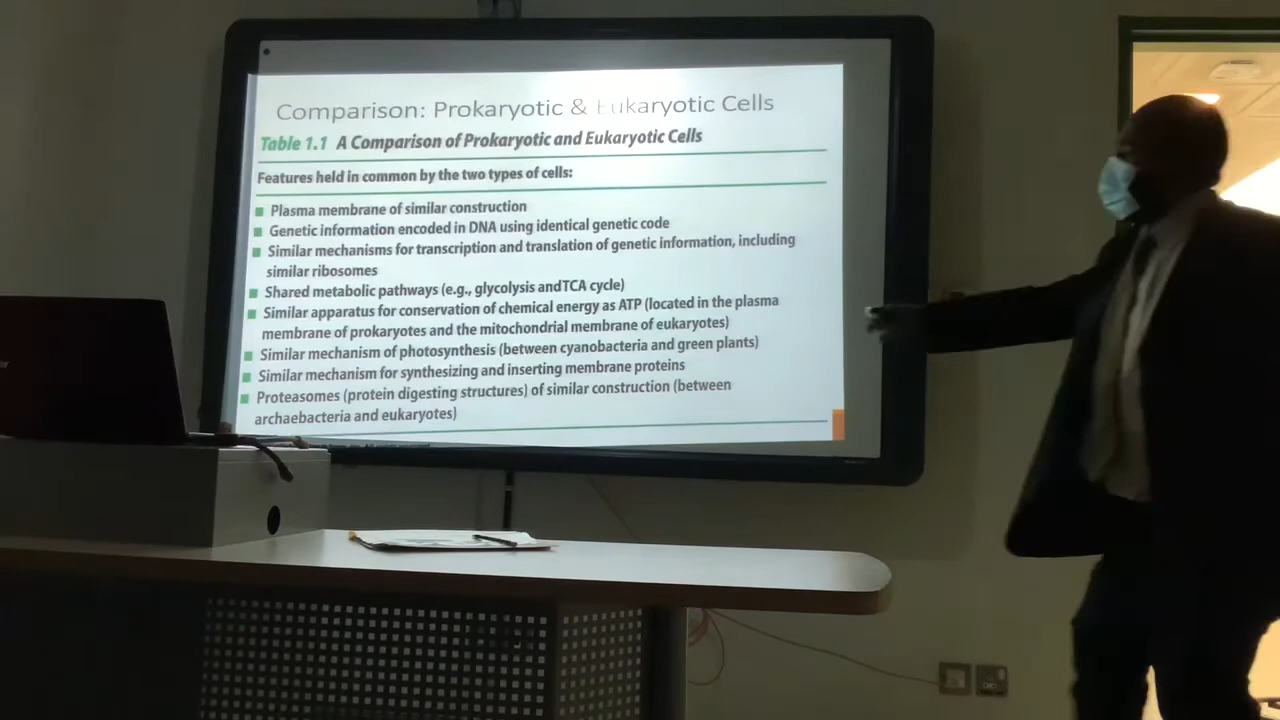 Comparison: Prokaryotic & Eukaryotic Cells
Table 1.1 A Comparison of Prokaryotic and Eukaryotic Cells
Features held in common by the two types of cells:
Plasma membrane of similar construction
Genetic information encoded in DNA using identical genetic code
Similar mechanisms for transcription and translation of genetic information, including
similar ribosomes
Shared metabolic pathways (e.g., glycolysis andTCA cycle)
Similar apparatus for conservation of chemical energy as ATP (located in the plasma
membrane of prokaryotes and the mitochondrial membrane of eukaryotes)
Similar mechanism of photosynthesis (between cyanobacteria and green plants)
Similar mechanism for synthesizing and inserting membrane proteins
Proteasomes (protein digesting structures) of similar construction (between
archaebacteria and eukaryotes)